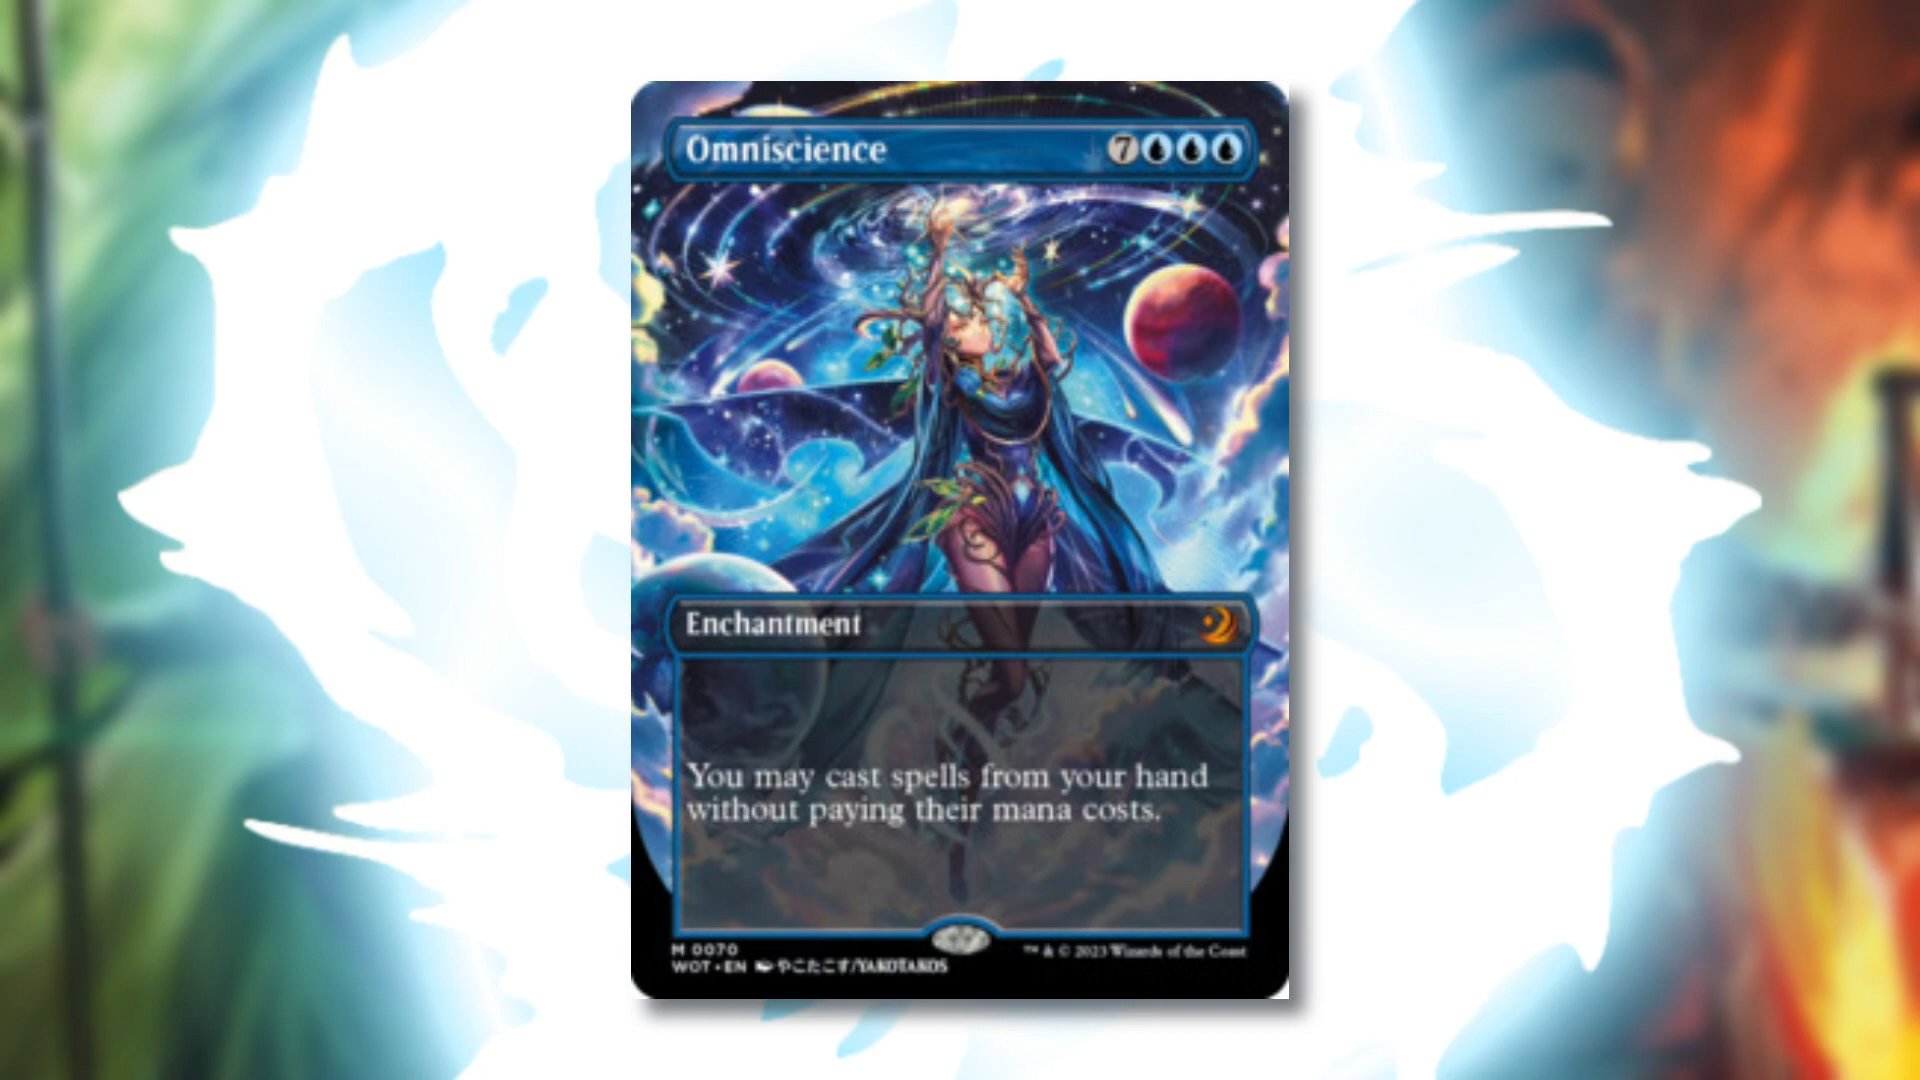 Omniscience 7
Enchantment
You may cast spells from your hand
without paying their mana costs.
M 0070
WOT • EN やこたこす/YAKOTAKOS
™ & © 2023 Wizards of the Coast